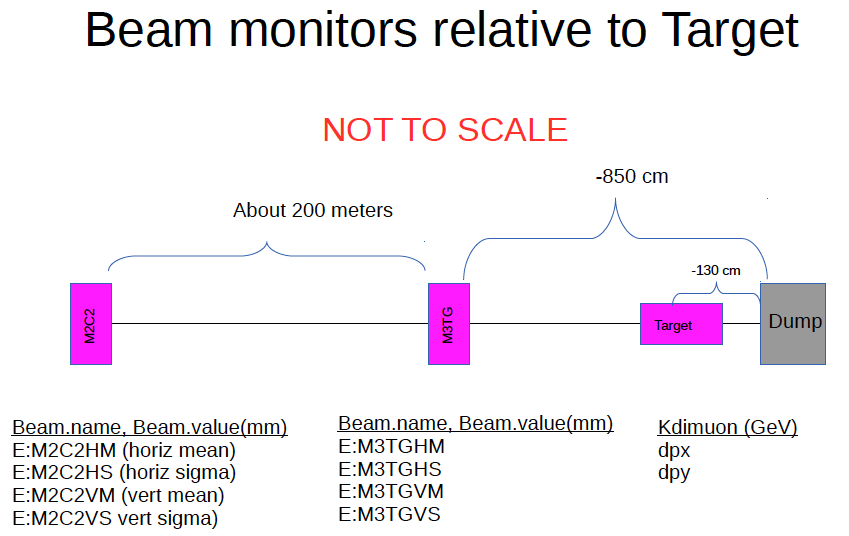 Beam monitors relative to Target
NOT TO SCALE
-850 cm
About 200 meters
-130 cm
M2C2
M3TG
Target
Dump
Beam.name, Beam.value(mm)
E:M2C2HM (horiz mean)
E:M2C2HS (horiz sigma)
E:M2C2VM (vert mean)
E:M2C2VS vert sigma)
Beam.name, Beam.value(mm)
E:M3TGHM
E:M3TGHS
E:M3TGVM
E:M3TGVS
Kdimuon (GeV)
dpx
dpy